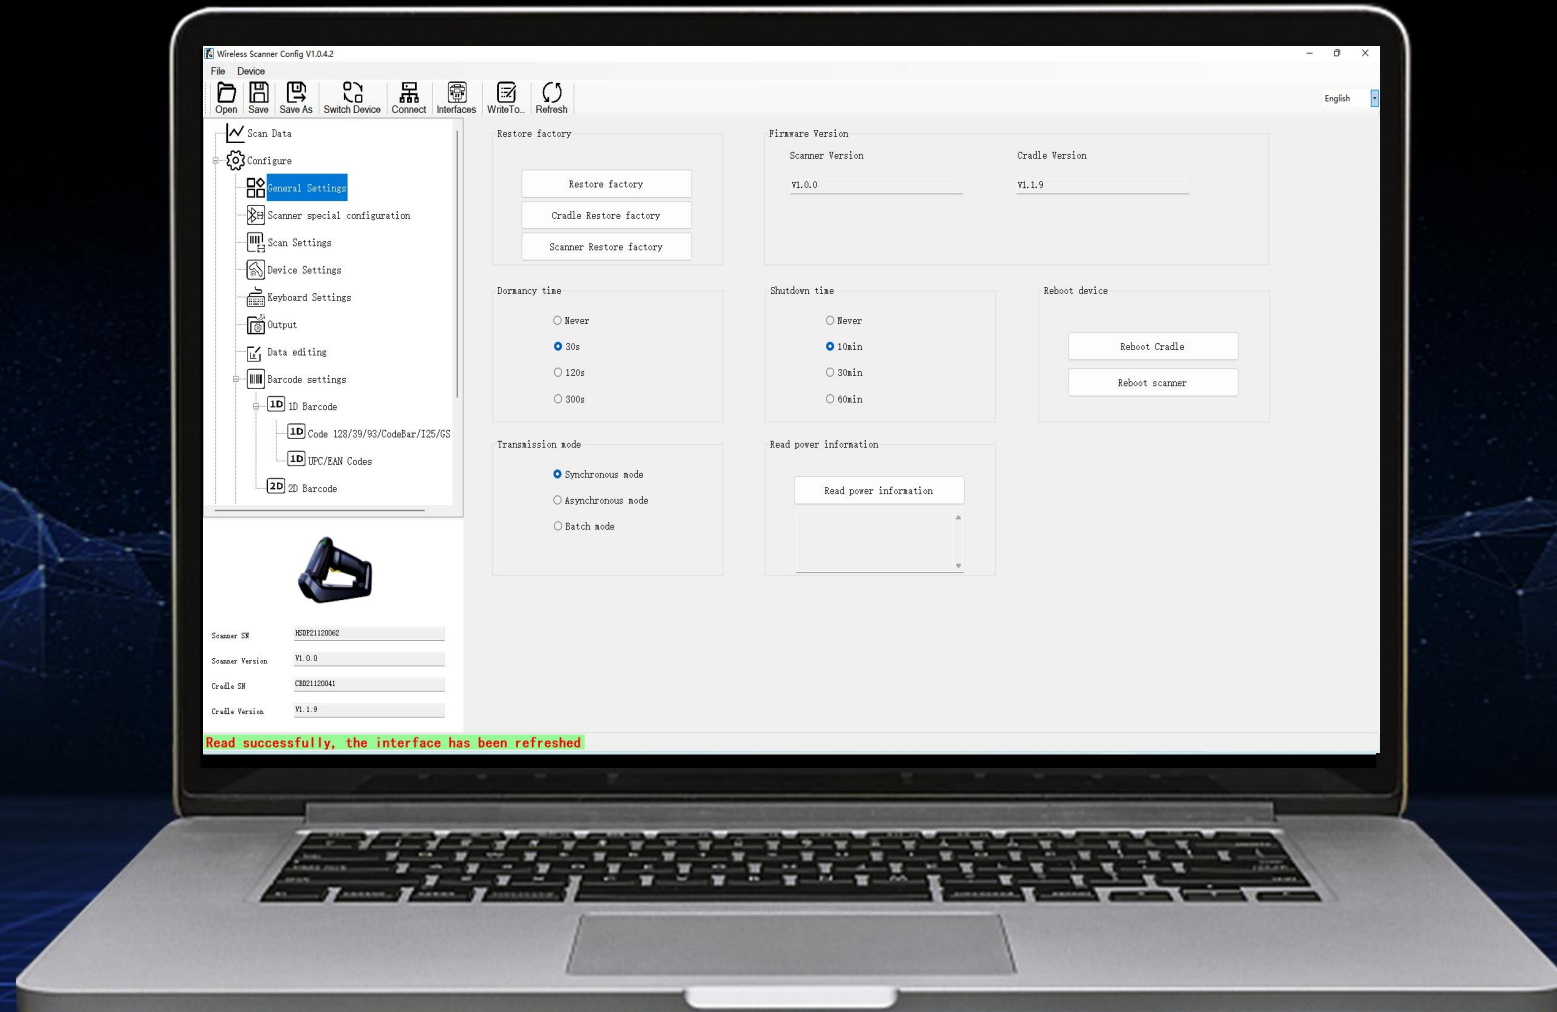 Wireless Scanner Config V1.0.4.2
File Device
Open Save Save As Switch Device Connect Interfaces WriteTo... Refresh
English
Scan Data
Configure
General Settings
Scanner special configuration
Scan Settings
Device Settings
Keyboard Settings
Output
Data editing
Barcode settings
1D 1D Barcode
1D Code 128/39/93/CodeBar/I25/GS
1D UPC/EAN Codes
2D 2D Barcode
Scanner SN HSDP21120062
Scanner Version V1.0.0
Cradle SN CBD21120041
Cradle Version V1.1.9
Restore factory
Restore factory
Cradle Restore factory
Scanner Restore factory
Firmware Version
Scanner Version Cradle Version
V1.0.0 V1.1.9
Dormancy time
Never
30s
120s
300s
Shutdown time
Never
10min
30min
60min
Reboot device
Reboot Cradle
Reboot scanner
Transmission mode
Synchronous mode
Asynchronous mode
Batch mode
Read power information
Read power information
Read successfully, the interface has been refreshed